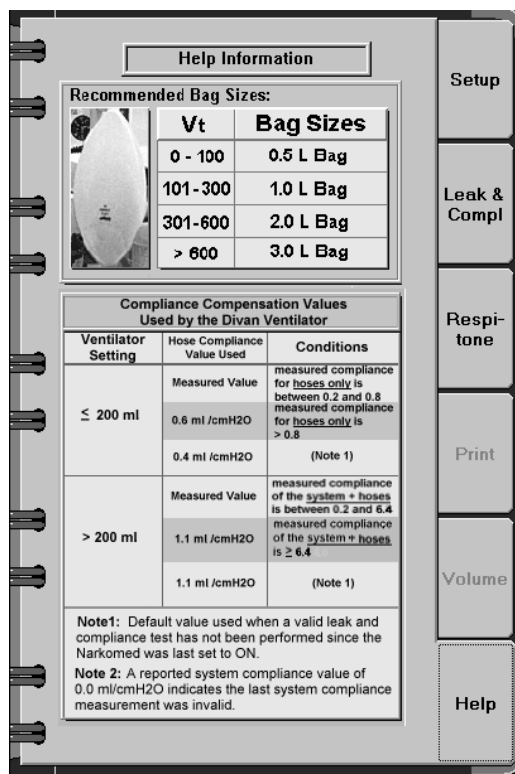 Help Information
Recommended Bag Sizes:
Vt Bag Sizes
0 - 100 0.5 L Bag
101-300 1.0 L Bag
301-600 2.0 L Bag
> 600 3.0 L Bag
Compliance Compensation Values
Used by the Divan Ventilator
Ventilator
Setting
Hose Compliance
Value Used
Conditions
≤ 200 ml
Measured Value
measured compliance
for hoses only is
between 0.2 and 0.8
0.6 ml /cmH2O
measured compliance
for hoses only is
> 0.8
0.4 ml /cmH2O
(Note 1)
> 200 ml
Measured Value
measured compliance
of the system + hoses
is between 0.2 and 6.4
1.1 ml /cmH2O
measured compliance
of the system + hoses
is ≥ 6.4
1.1 ml /cmH2O
(Note 1)
Note1: Default value used when a valid leak and
compliance test has not been performed since the
Narkomed was last set to ON.
Note 2: A reported system compliance value of
0.0 ml/cmH2O indicates the last system compliance
measurement was invalid.
Setup
Leak &
Compl
Respi-
tone
Print
Volume
Help